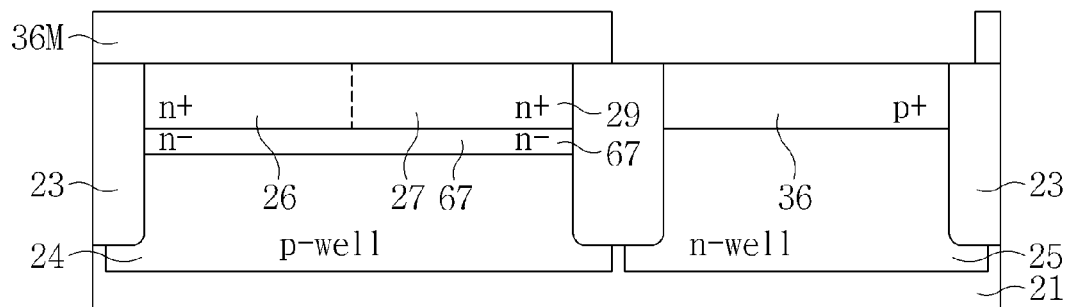 36M
n+ n+ 29 p+
n- n- 67
23 26 27 67 36 23
24 p-well n-well 25
21